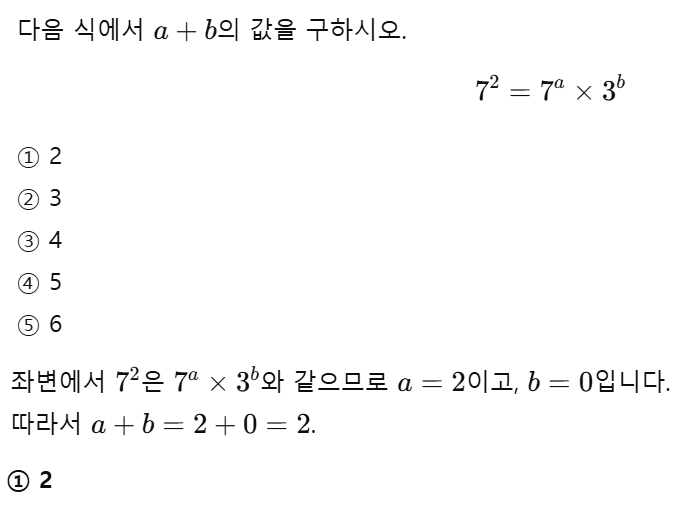 다음 식에서 a + b의 값을 구하시오.
7² = 7ᵃ × 3ᵇ
① 2
② 3
③ 4
④ 5
⑤ 6
좌변에서 7²은 7ᵃ × 3ᵇ와 같으므로 a = 2이고, b = 0입니다.
따라서 a + b = 2 + 0 = 2.
① 2